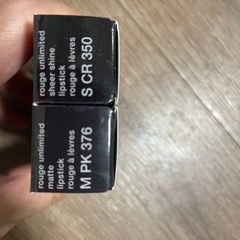 rouge unlimited
sheer shine
lipstick
rouge à lèvres
S CR 350
rouge unlimited
matte
lipstick
rouge à lèvres
M PK 376